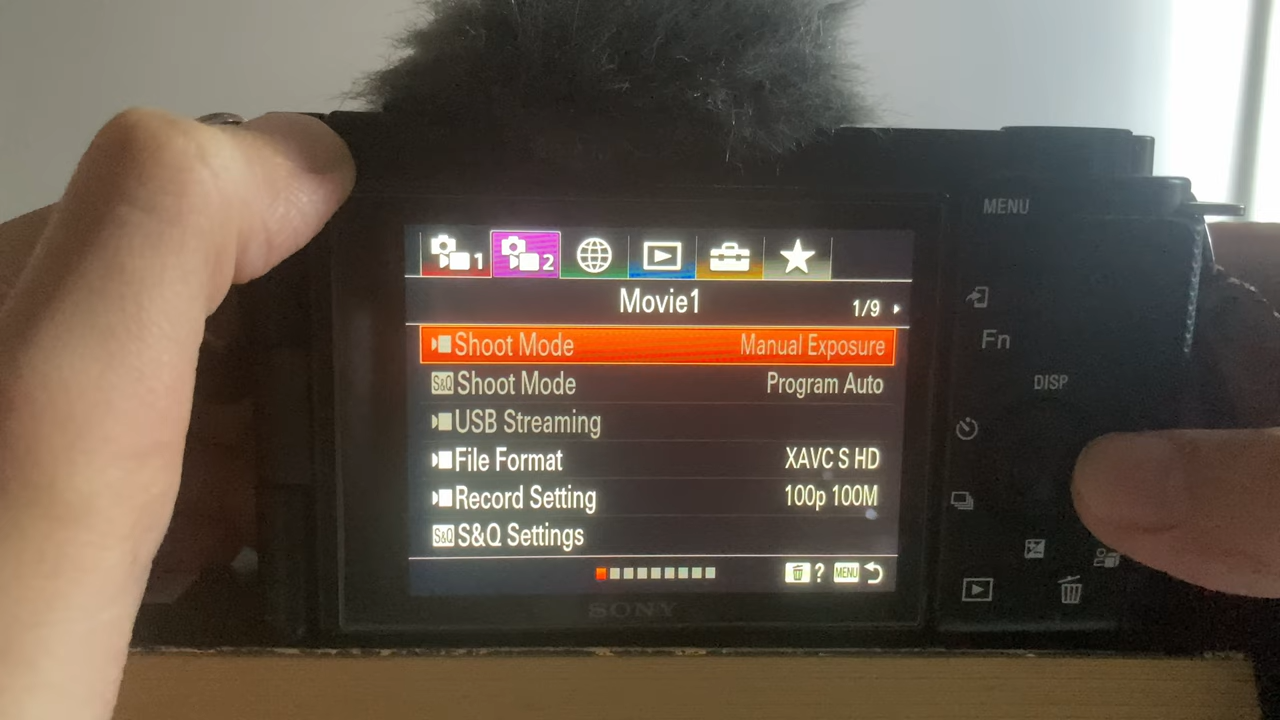 MENU
1 2
Movie1 1/9
Shoot Mode Manual Exposure
S&Q Shoot Mode Program Auto
USB Streaming
File Format XAVC S HD
Record Setting 100p 100M
S&Q S&Q Settings
? MENU
SONY
Fn
DISP